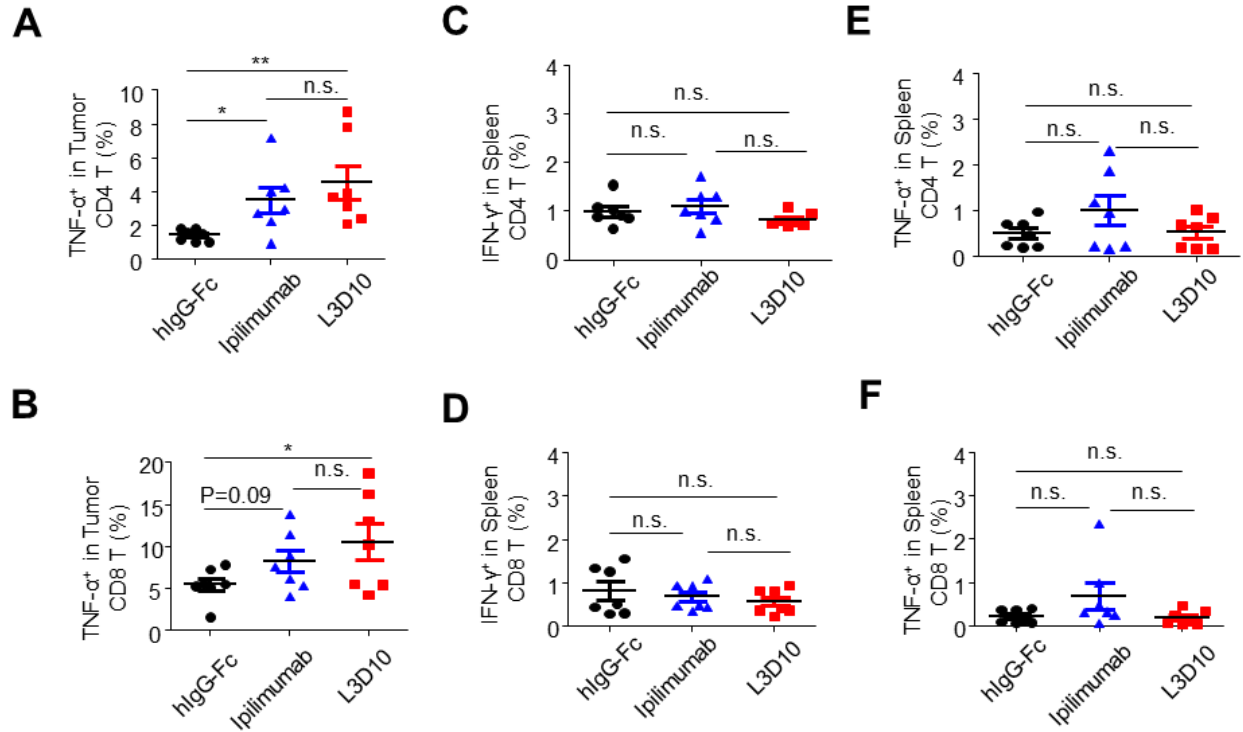 A
TNF-α⁺ in Tumor
CD4 T (%)
10
8
6
4
2
0
**
n.s.
*
hIgG-Fc
Ipilimumab
L3D10
C
IFN-γ⁺ in Spleen
CD4 T (%)
4
3
2
1
0
n.s.
n.s.
n.s.
hIgG-Fc
Ipilimumab
L3D10
E
TNF-α⁺ in Spleen
CD4 T (%)
4
3
2
1
0
n.s.
n.s.
n.s.
hIgG-Fc
Ipilimumab
L3D10
B
TNF-α⁺ in Tumor
CD8 T (%)
20
15
10
5
0
*
n.s.
P=0.09
hIgG-Fc
Ipilimumab
L3D10
D
IFN-γ⁺ in Spleen
CD8 T (%)
4
3
2
1
0
n.s.
n.s.
n.s.
hIgG-Fc
Ipilimumab
L3D10
F
TNF-α⁺ in Spleen
CD8 T (%)
4
3
2
1
0
n.s.
n.s.
n.s.
hIgG-Fc
Ipilimumab
L3D10